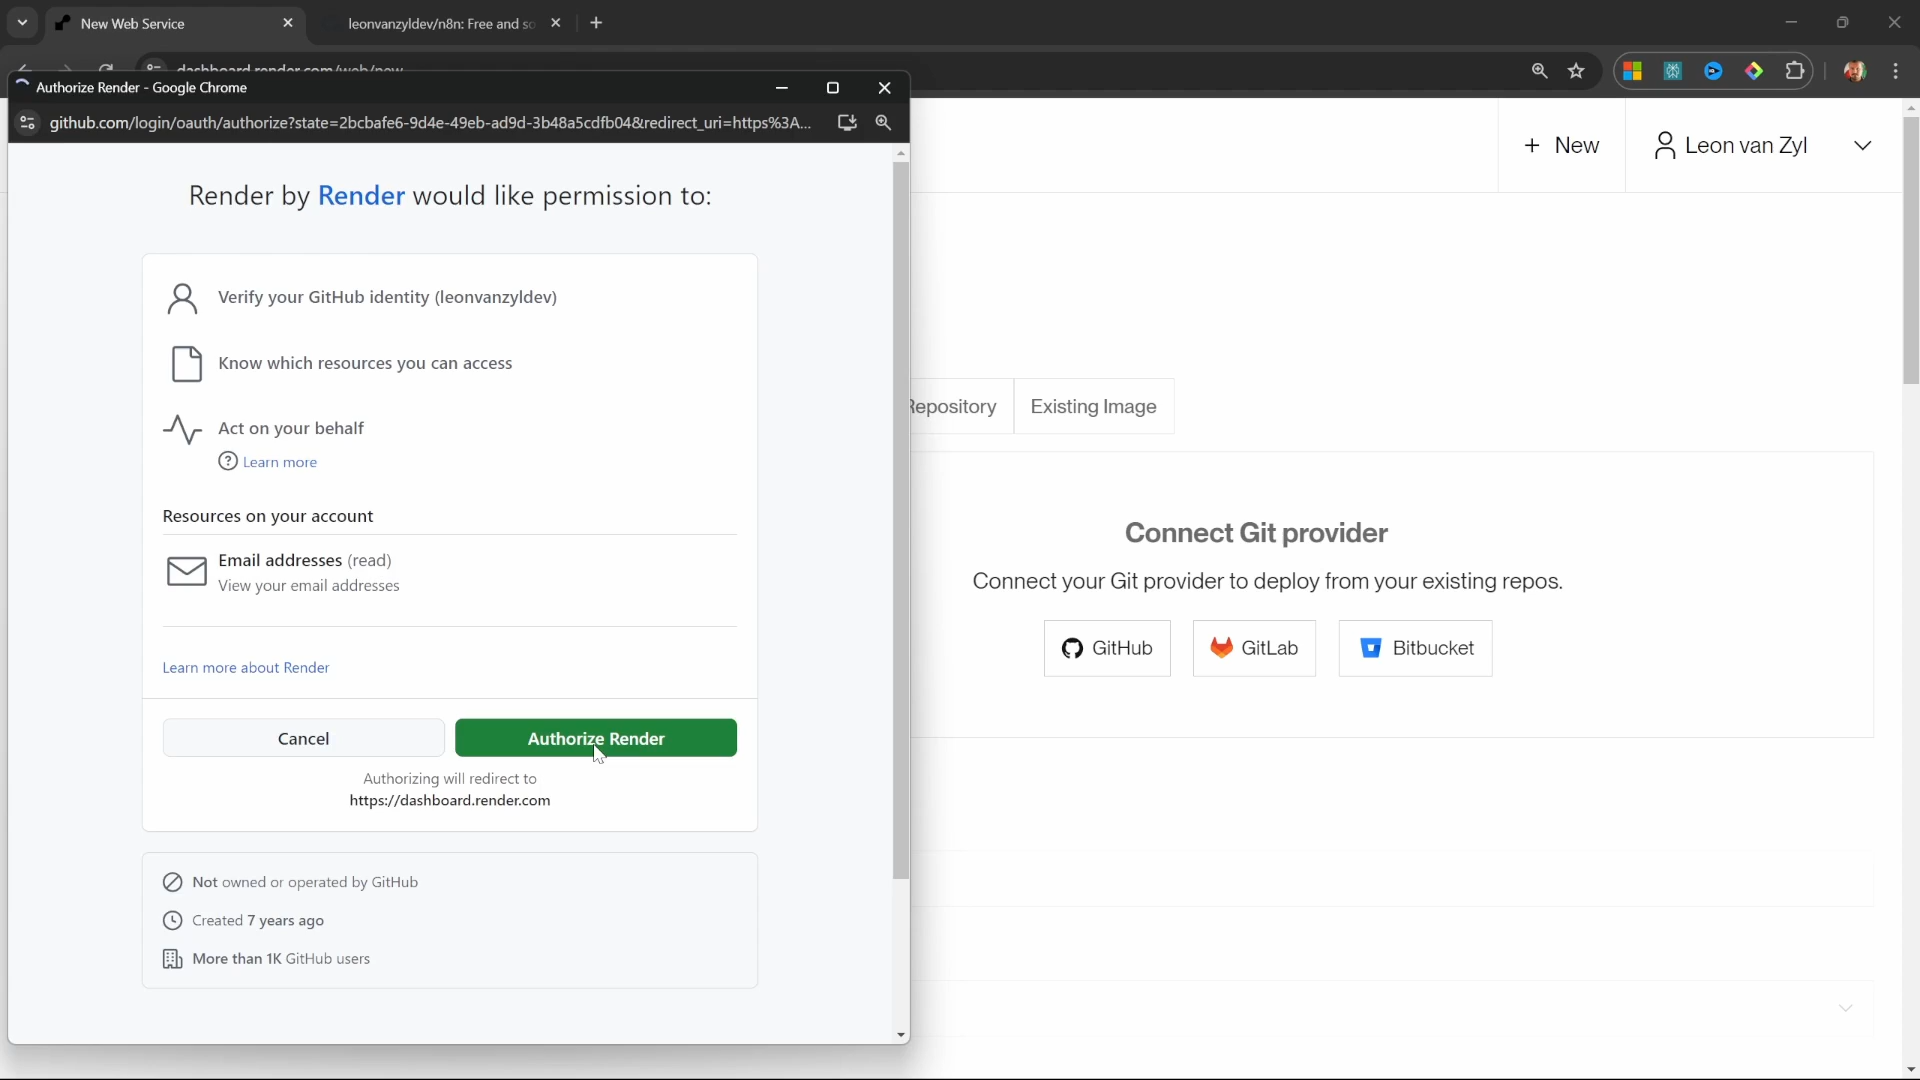 New Web Service
leonvanzyldev/n8n: Free and so
dashboard.render.com/web/new
Authorize Render - Google Chrome
github.com/login/oauth/authorize?state=2bcbafe6-9d4e-49eb-ad9d-3b48a5cdfb04&redirect_uri=https%3A...
New
Leon van Zyl
Render by Render would like permission to:
Verify your GitHub identity (leonvanzyldev)
Know which resources you can access
Act on your behalf
Learn more
Resources on your account
Email addresses (read)
View your email addresses
Learn more about Render
Cancel
Authorize Render
Authorizing will redirect to
https://dashboard.render.com
Not owned or operated by GitHub
Created 7 years ago
More than 1K GitHub users
Repository
Existing Image
Connect Git provider
Connect your Git provider to deploy from your existing repos.
GitHub
GitLab
Bitbucket